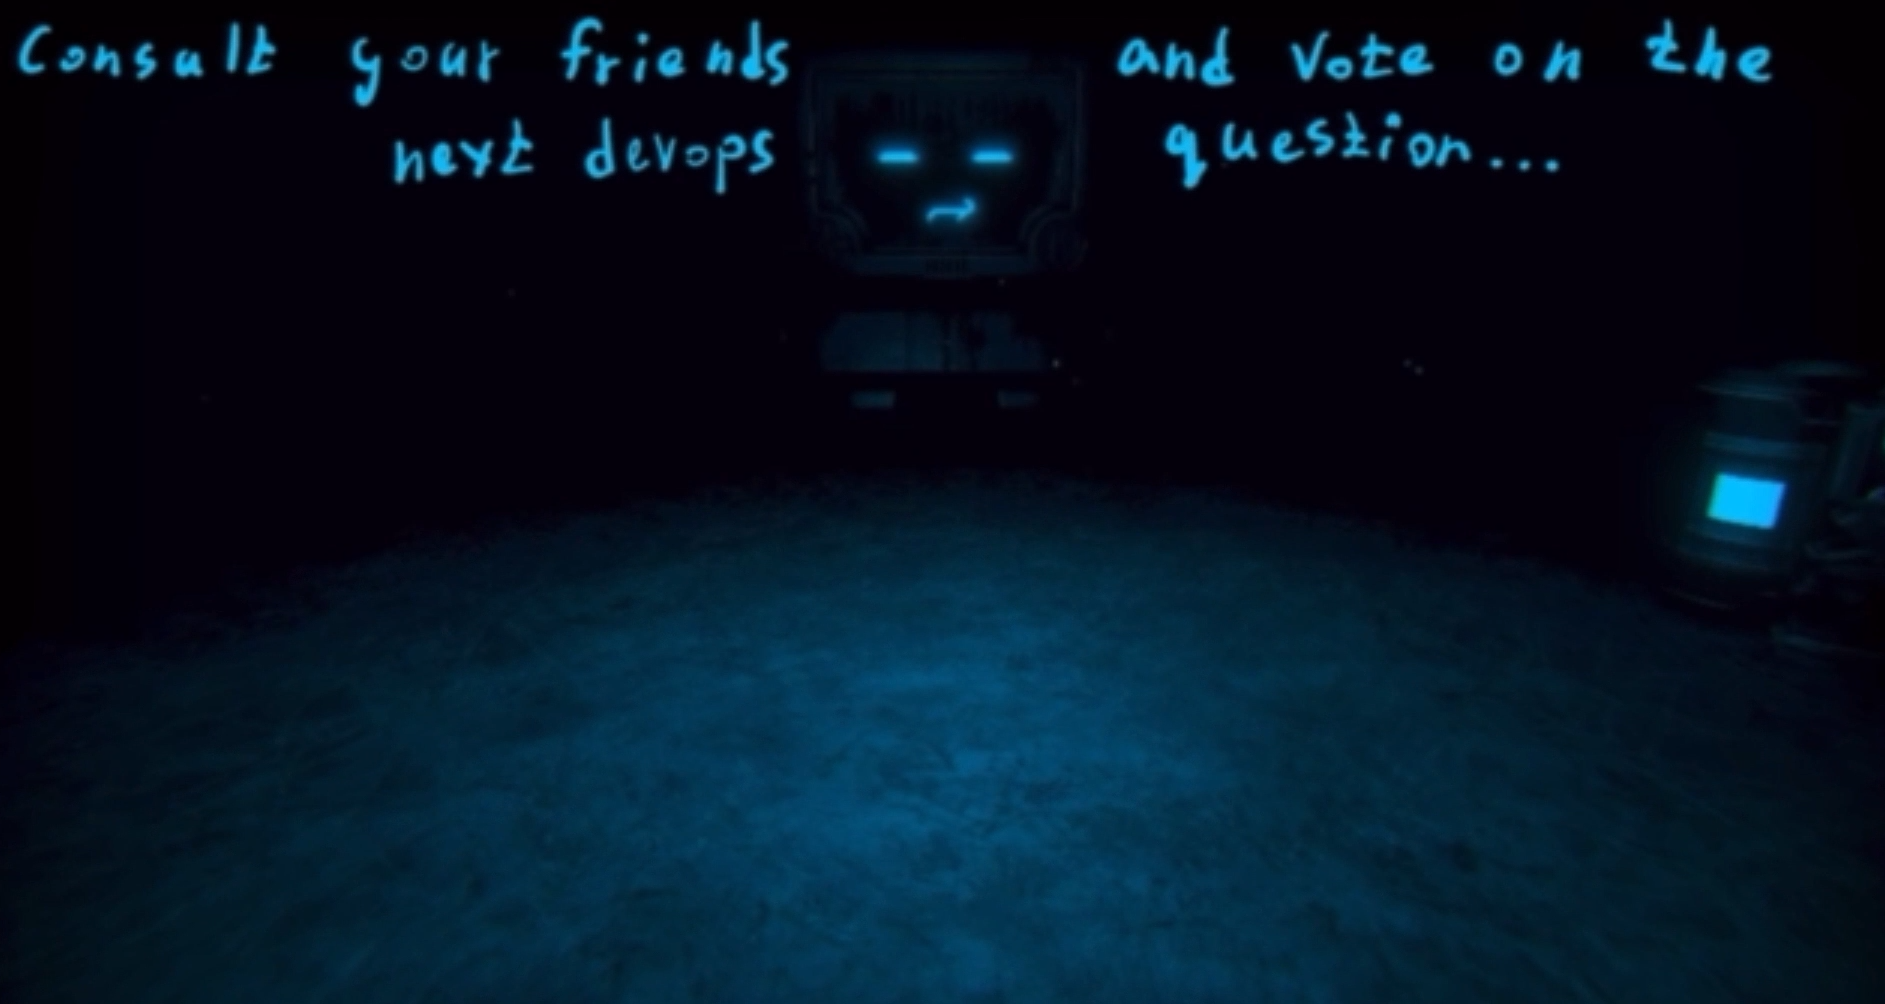 Consult your friends and vote on the
next devops question...